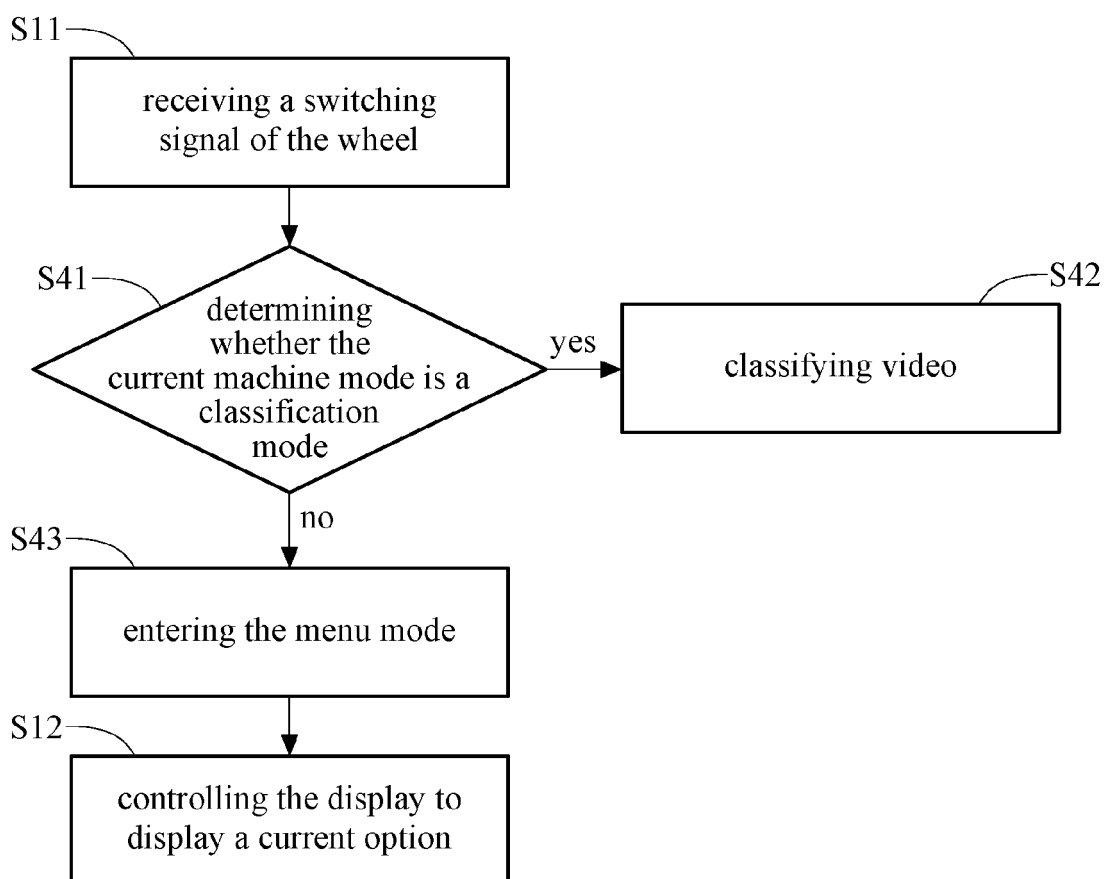 S11
receiving a switching
signal of the wheel
S41
determining
whether the
current machine mode is a
classification
mode
yes
S42
classifying video
no
S43
entering the menu mode
S12
controlling the display to
display a current option